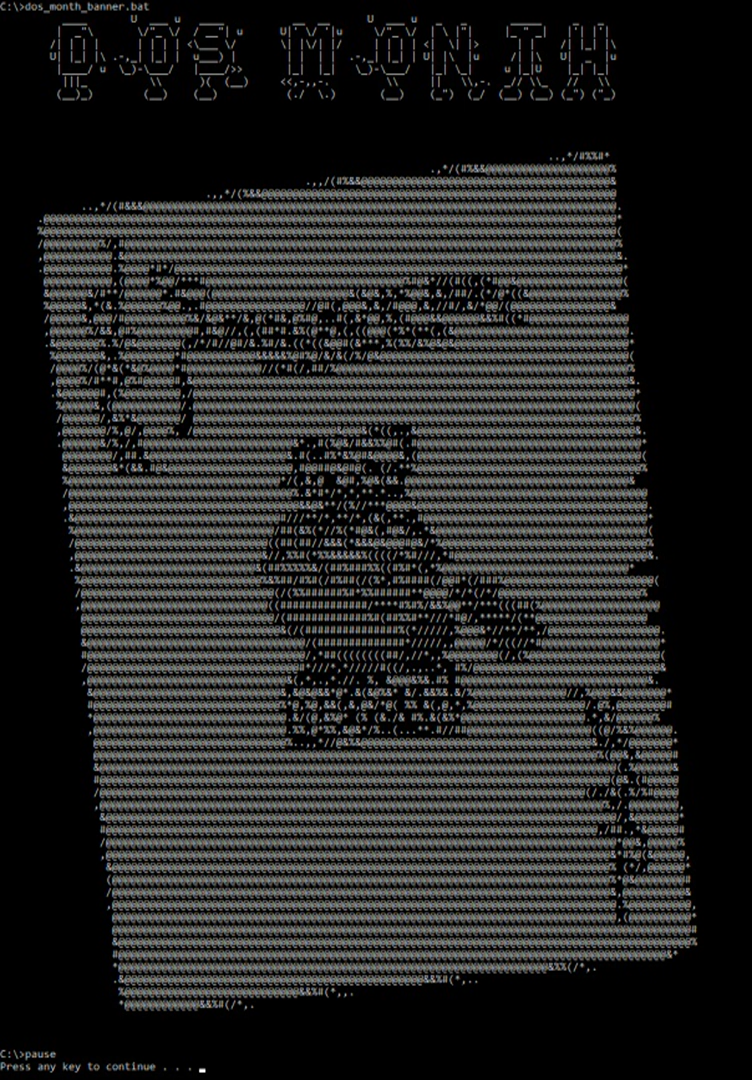 C:\>dos_month_banner.bat
DOS MONTH
C:\>pause
Press any key to continue . . .